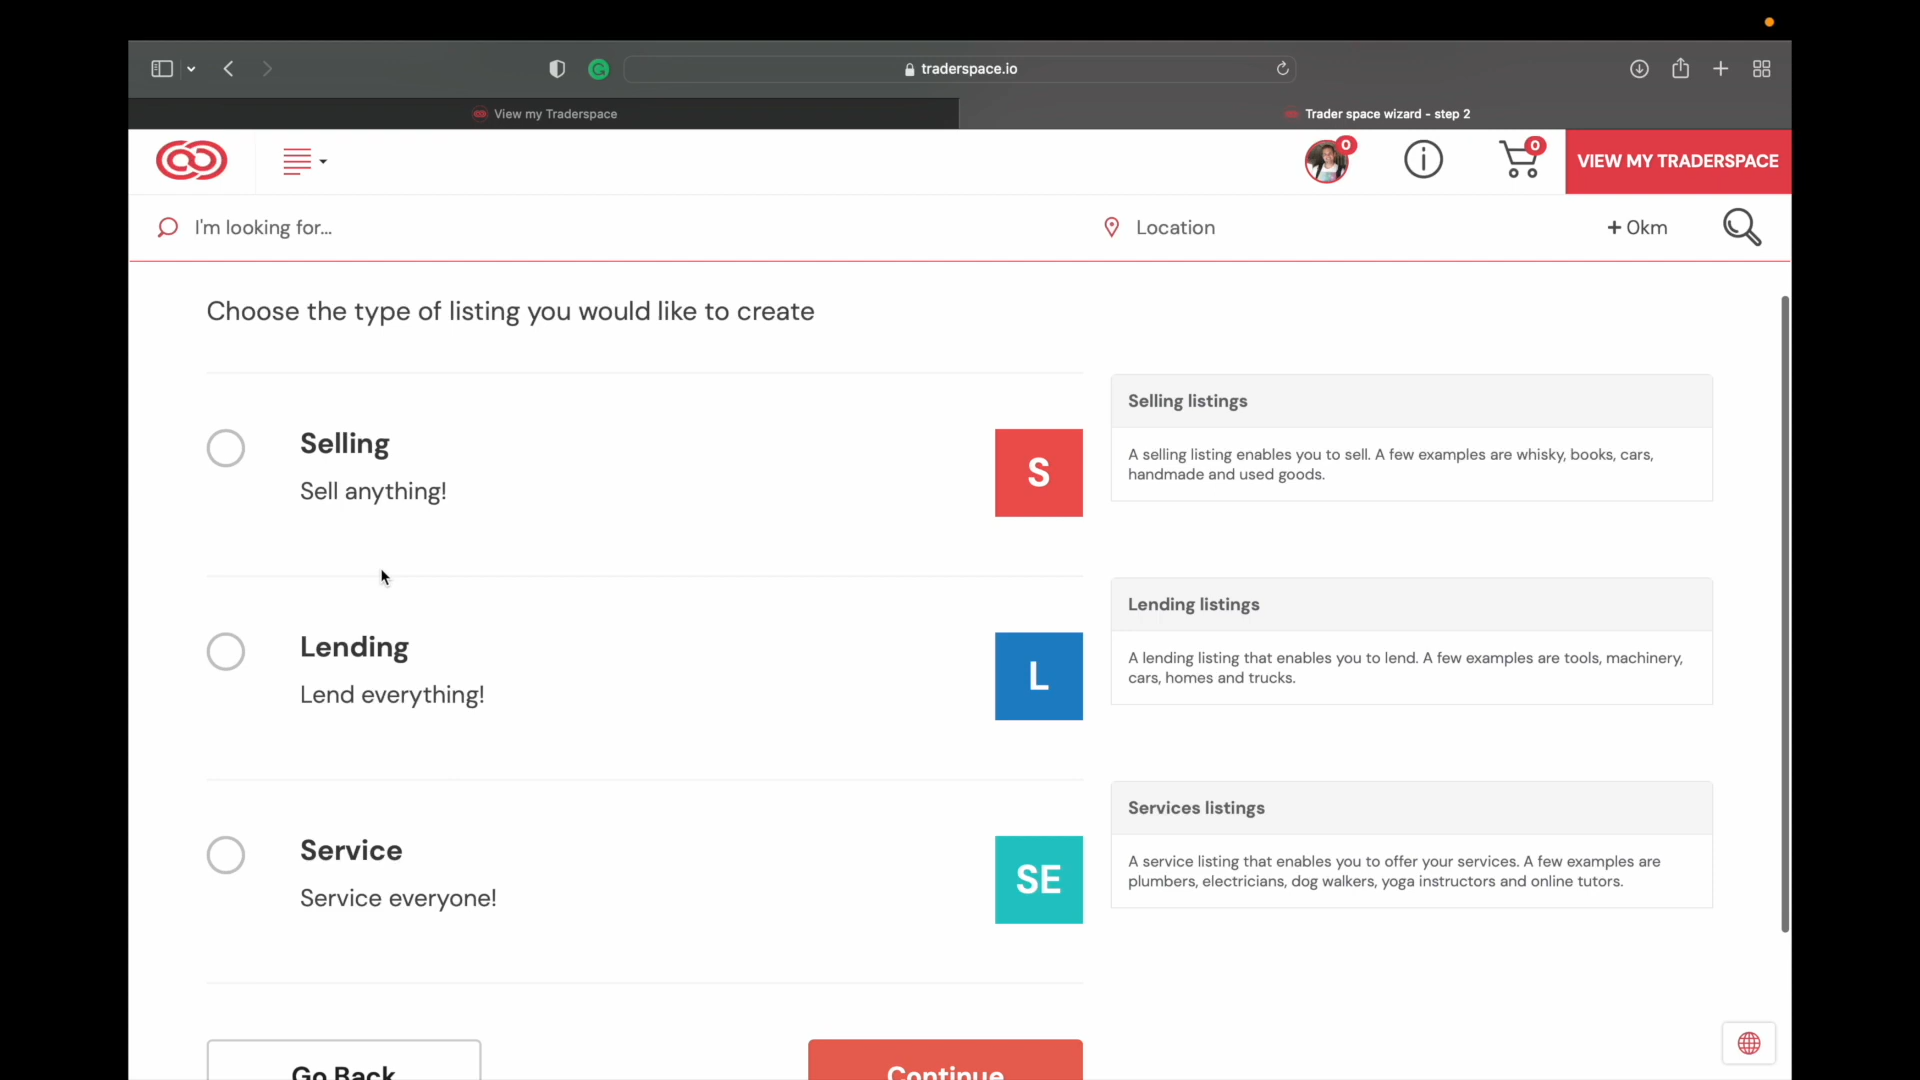 traderspace.io
View my Traderspace
Trader space wizard - step 2
0
0
VIEW MY TRADERSPACE
I'm looking for...
Location
+ 0km
Choose the type of listing you would like to create
Selling
Sell anything!
S
Selling listings
A selling listing enables you to sell. A few examples are whisky, books, cars,
handmade and used goods.
Lending
Lend everything!
L
Lending listings
A lending listing that enables you to lend. A few examples are tools, machinery,
cars, homes and trucks.
Service
Service everyone!
SE
Services listings
A service listing that enables you to offer your services. A few examples are
plumbers, electricians, dog walkers, yoga instructors and online tutors.
Go Back
Continue